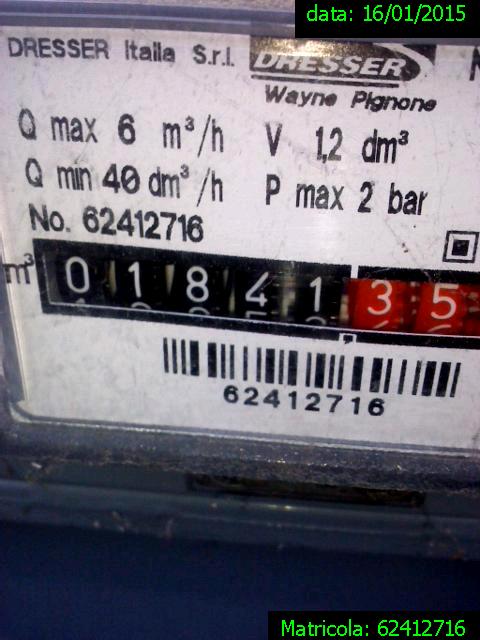 data: 16/01/2015
DRESSER Italia S.r.l. DRESSER
Wayne Pignone
Q max 6 m³/h V 1,2 dm³
Q min 40 dm³/h P max 2 bar
No. 62412716
m³ 0 1 8 4 1 3 5
62412716
Matricola: 62412716